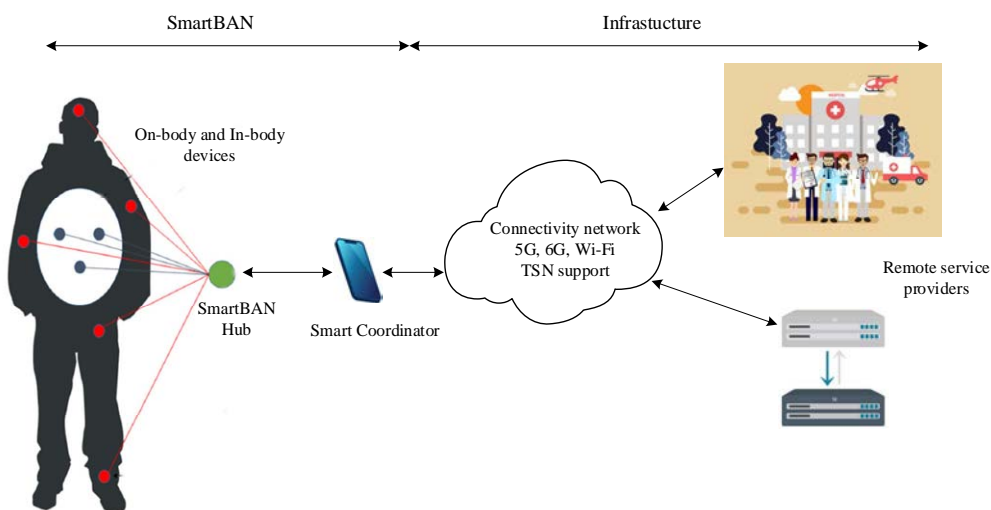 SmartBAN
Infrastucture
On-body and In-body
devices
SmartBAN
Hub
Smart Coordinator
Connectivity network
5G, 6G, Wi-Fi
TSN support
HOSPITAL
Remote service
providers